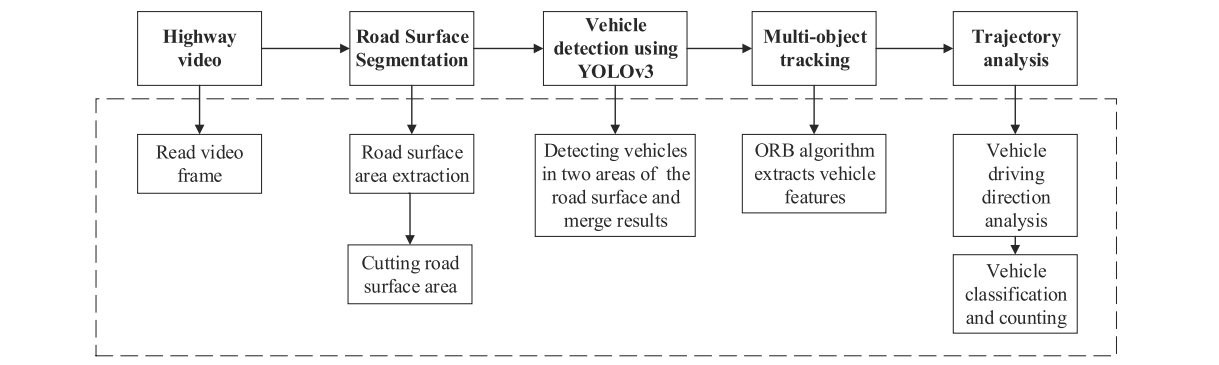 Highway
video
Road Surface
Segmentation
Vehicle
detection using
YOLOv3
Multi-object
tracking
Trajectory
analysis
Read video
frame
Road surface
area extraction
Cutting road
surface area
Detecting vehicles
in two areas of the
road surface and
merge results
ORB algorithm
extracts vehicle
features
Vehicle
driving
direction
analysis
Vehicle
classification
and counting